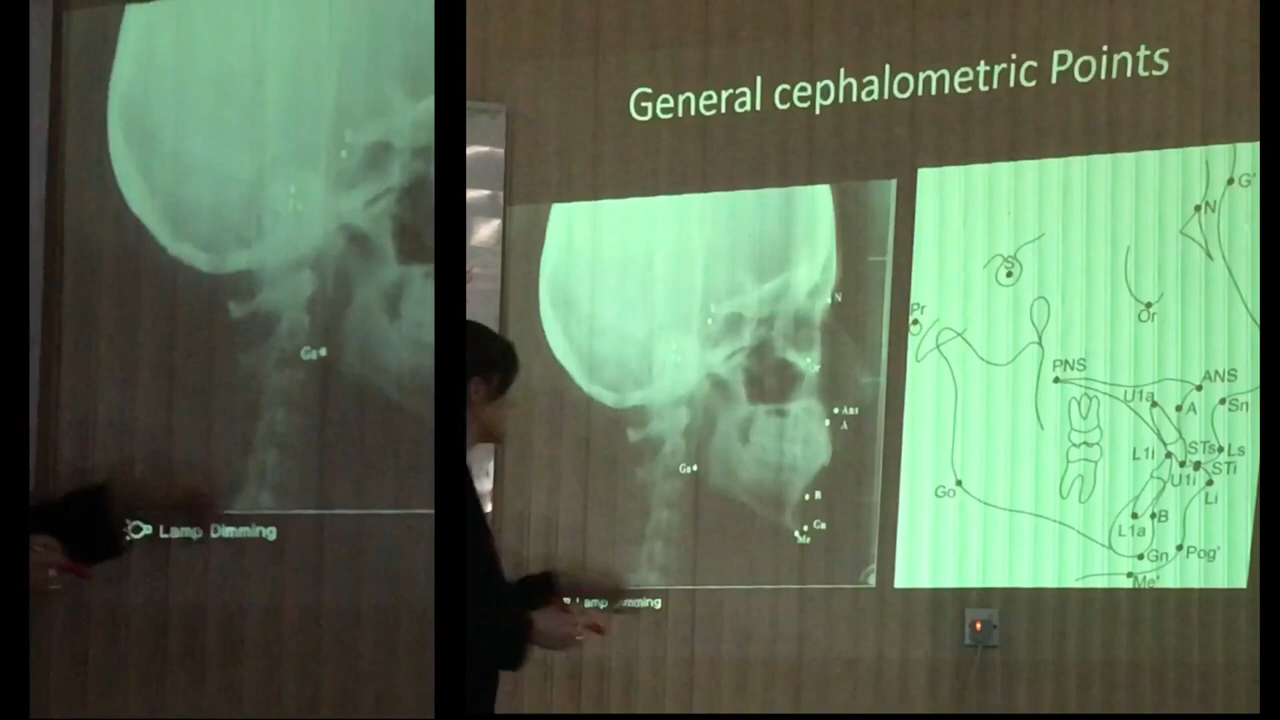 General cephalometric Points
Lamp Dimming
N
Ans
A
B
Gn
Me
G'
N
S
Or
Pr
PNS
ANS
U1a
A
Sn
L1i
STs
Ls
STi
U1i
Li
Go
B
L1a
Gn
Pog'
Me'